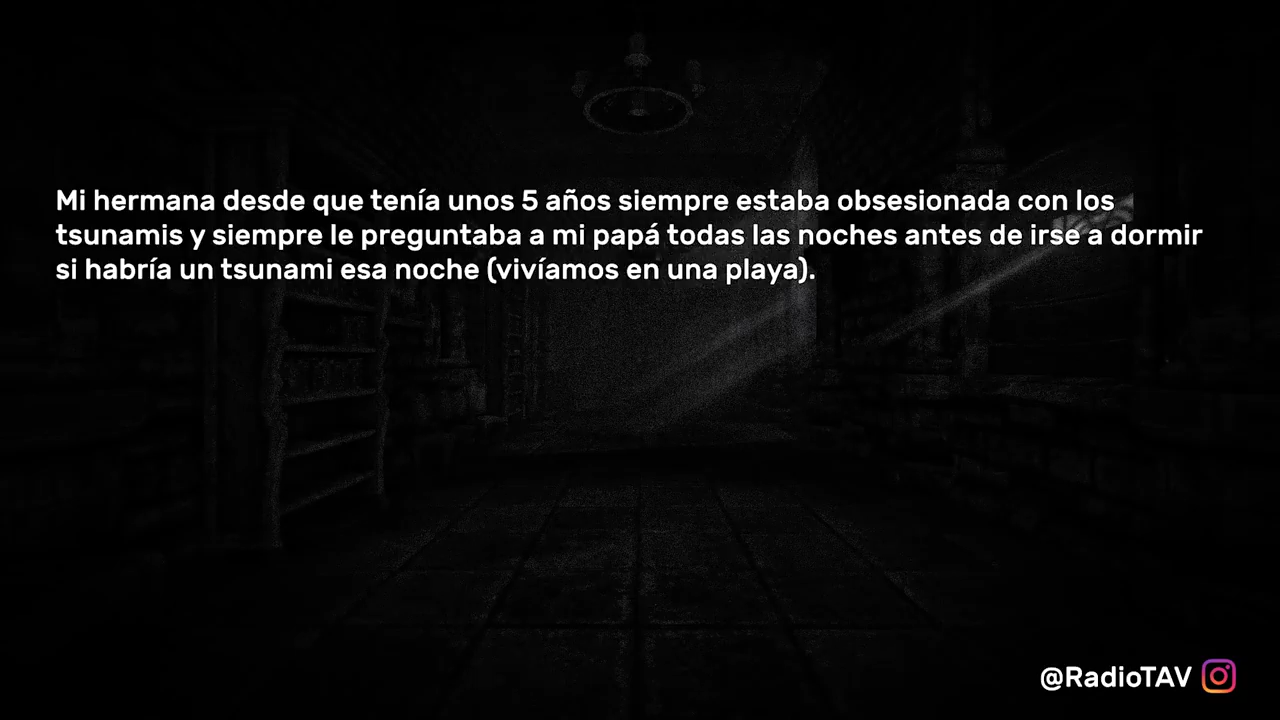 Mi hermana desde que tenía unos 5 años siempre estaba obsesionada con los
tsunamis y siempre le preguntaba a mi papá todas las noches antes de irse a dormir
si habría un tsunami esa noche (vivíamos en una playa).
@RadioTAV